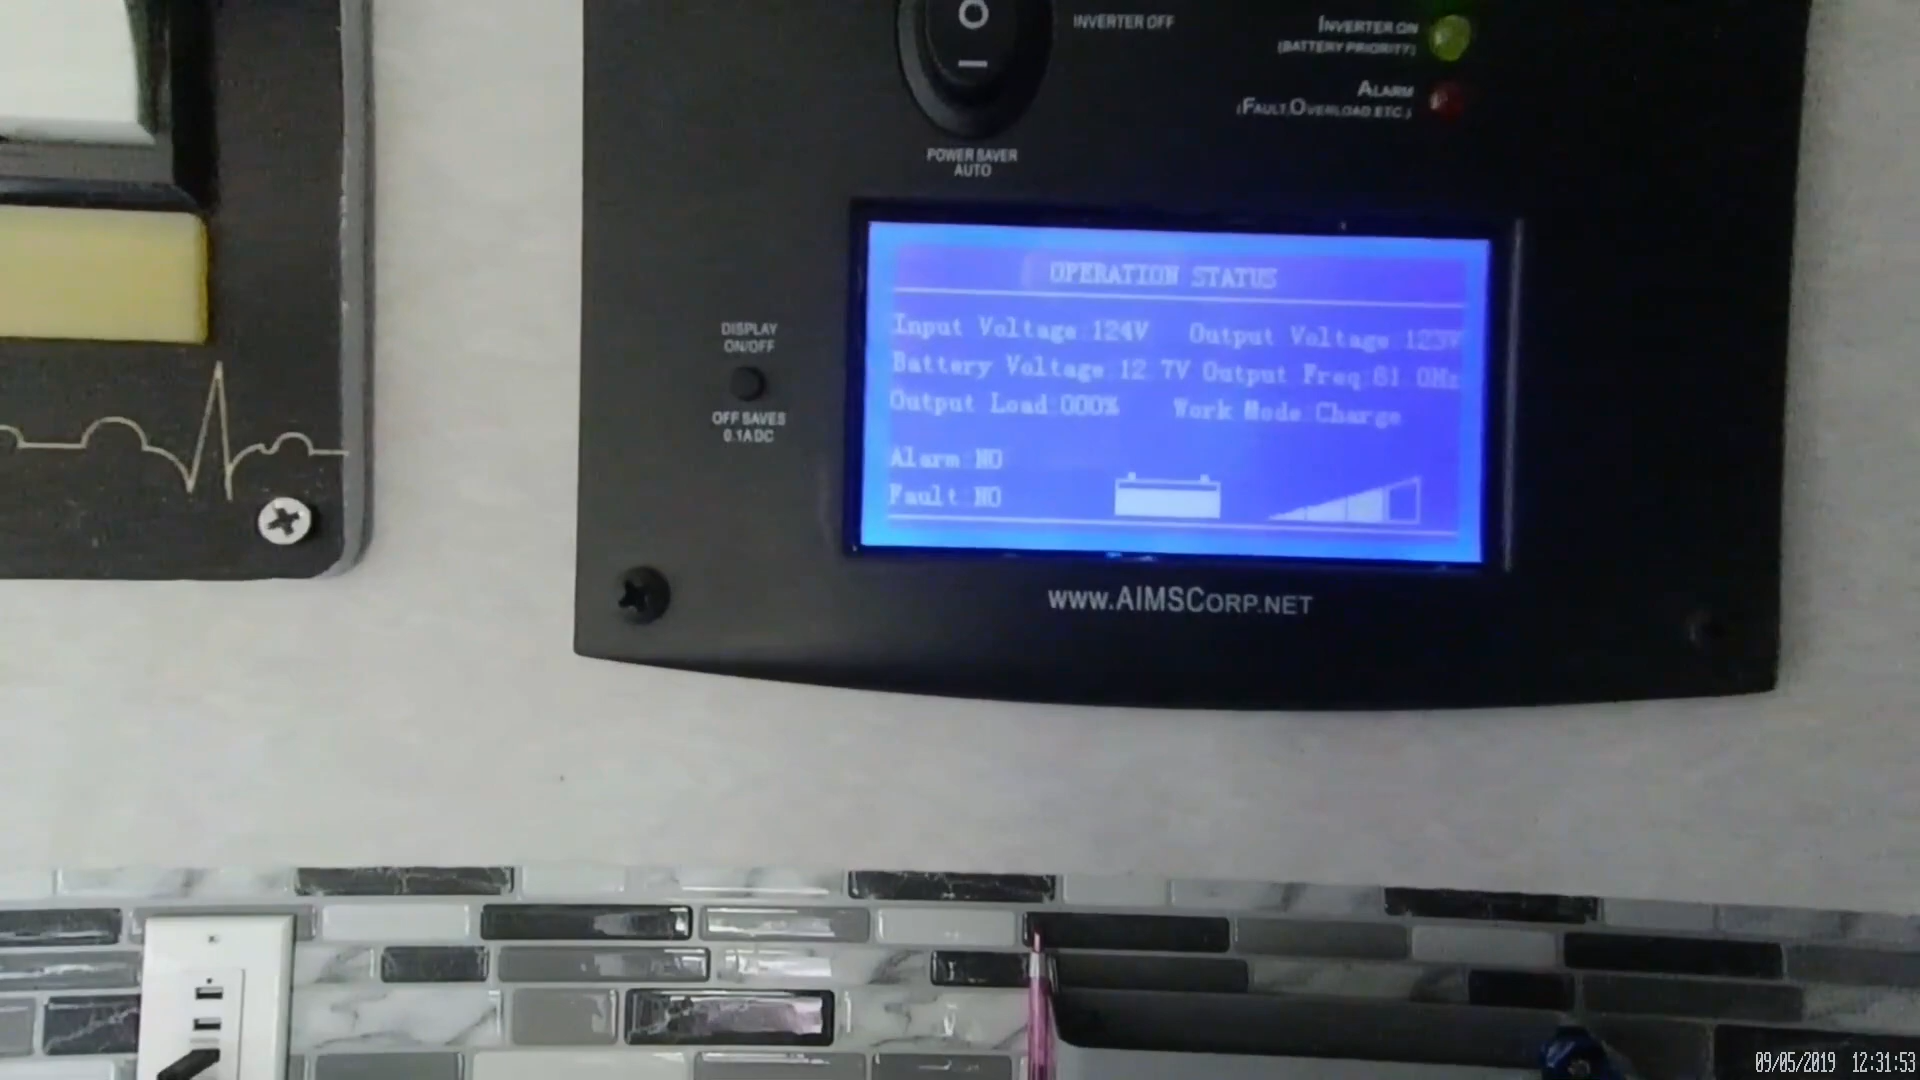 INVERTER OFF
INVERTER ON
(BATTERY PRIORITY)
ALARM
(FAULT,OVERLOAD.ETC.)
POWER SAVER
AUTO
DISPLAY
ON/OFF
OFF SAVES
0.1A DC
OPERATION STATUS
Input Voltage:124V Output Voltage:123V
Battery Voltage:12.7V Output Freq:61.0Hz
Output Load:000% Work Mode:Charge
Alarm:NO
Fault:NO
www.AIMSCORP.NET
09/05/2019 12:31:53